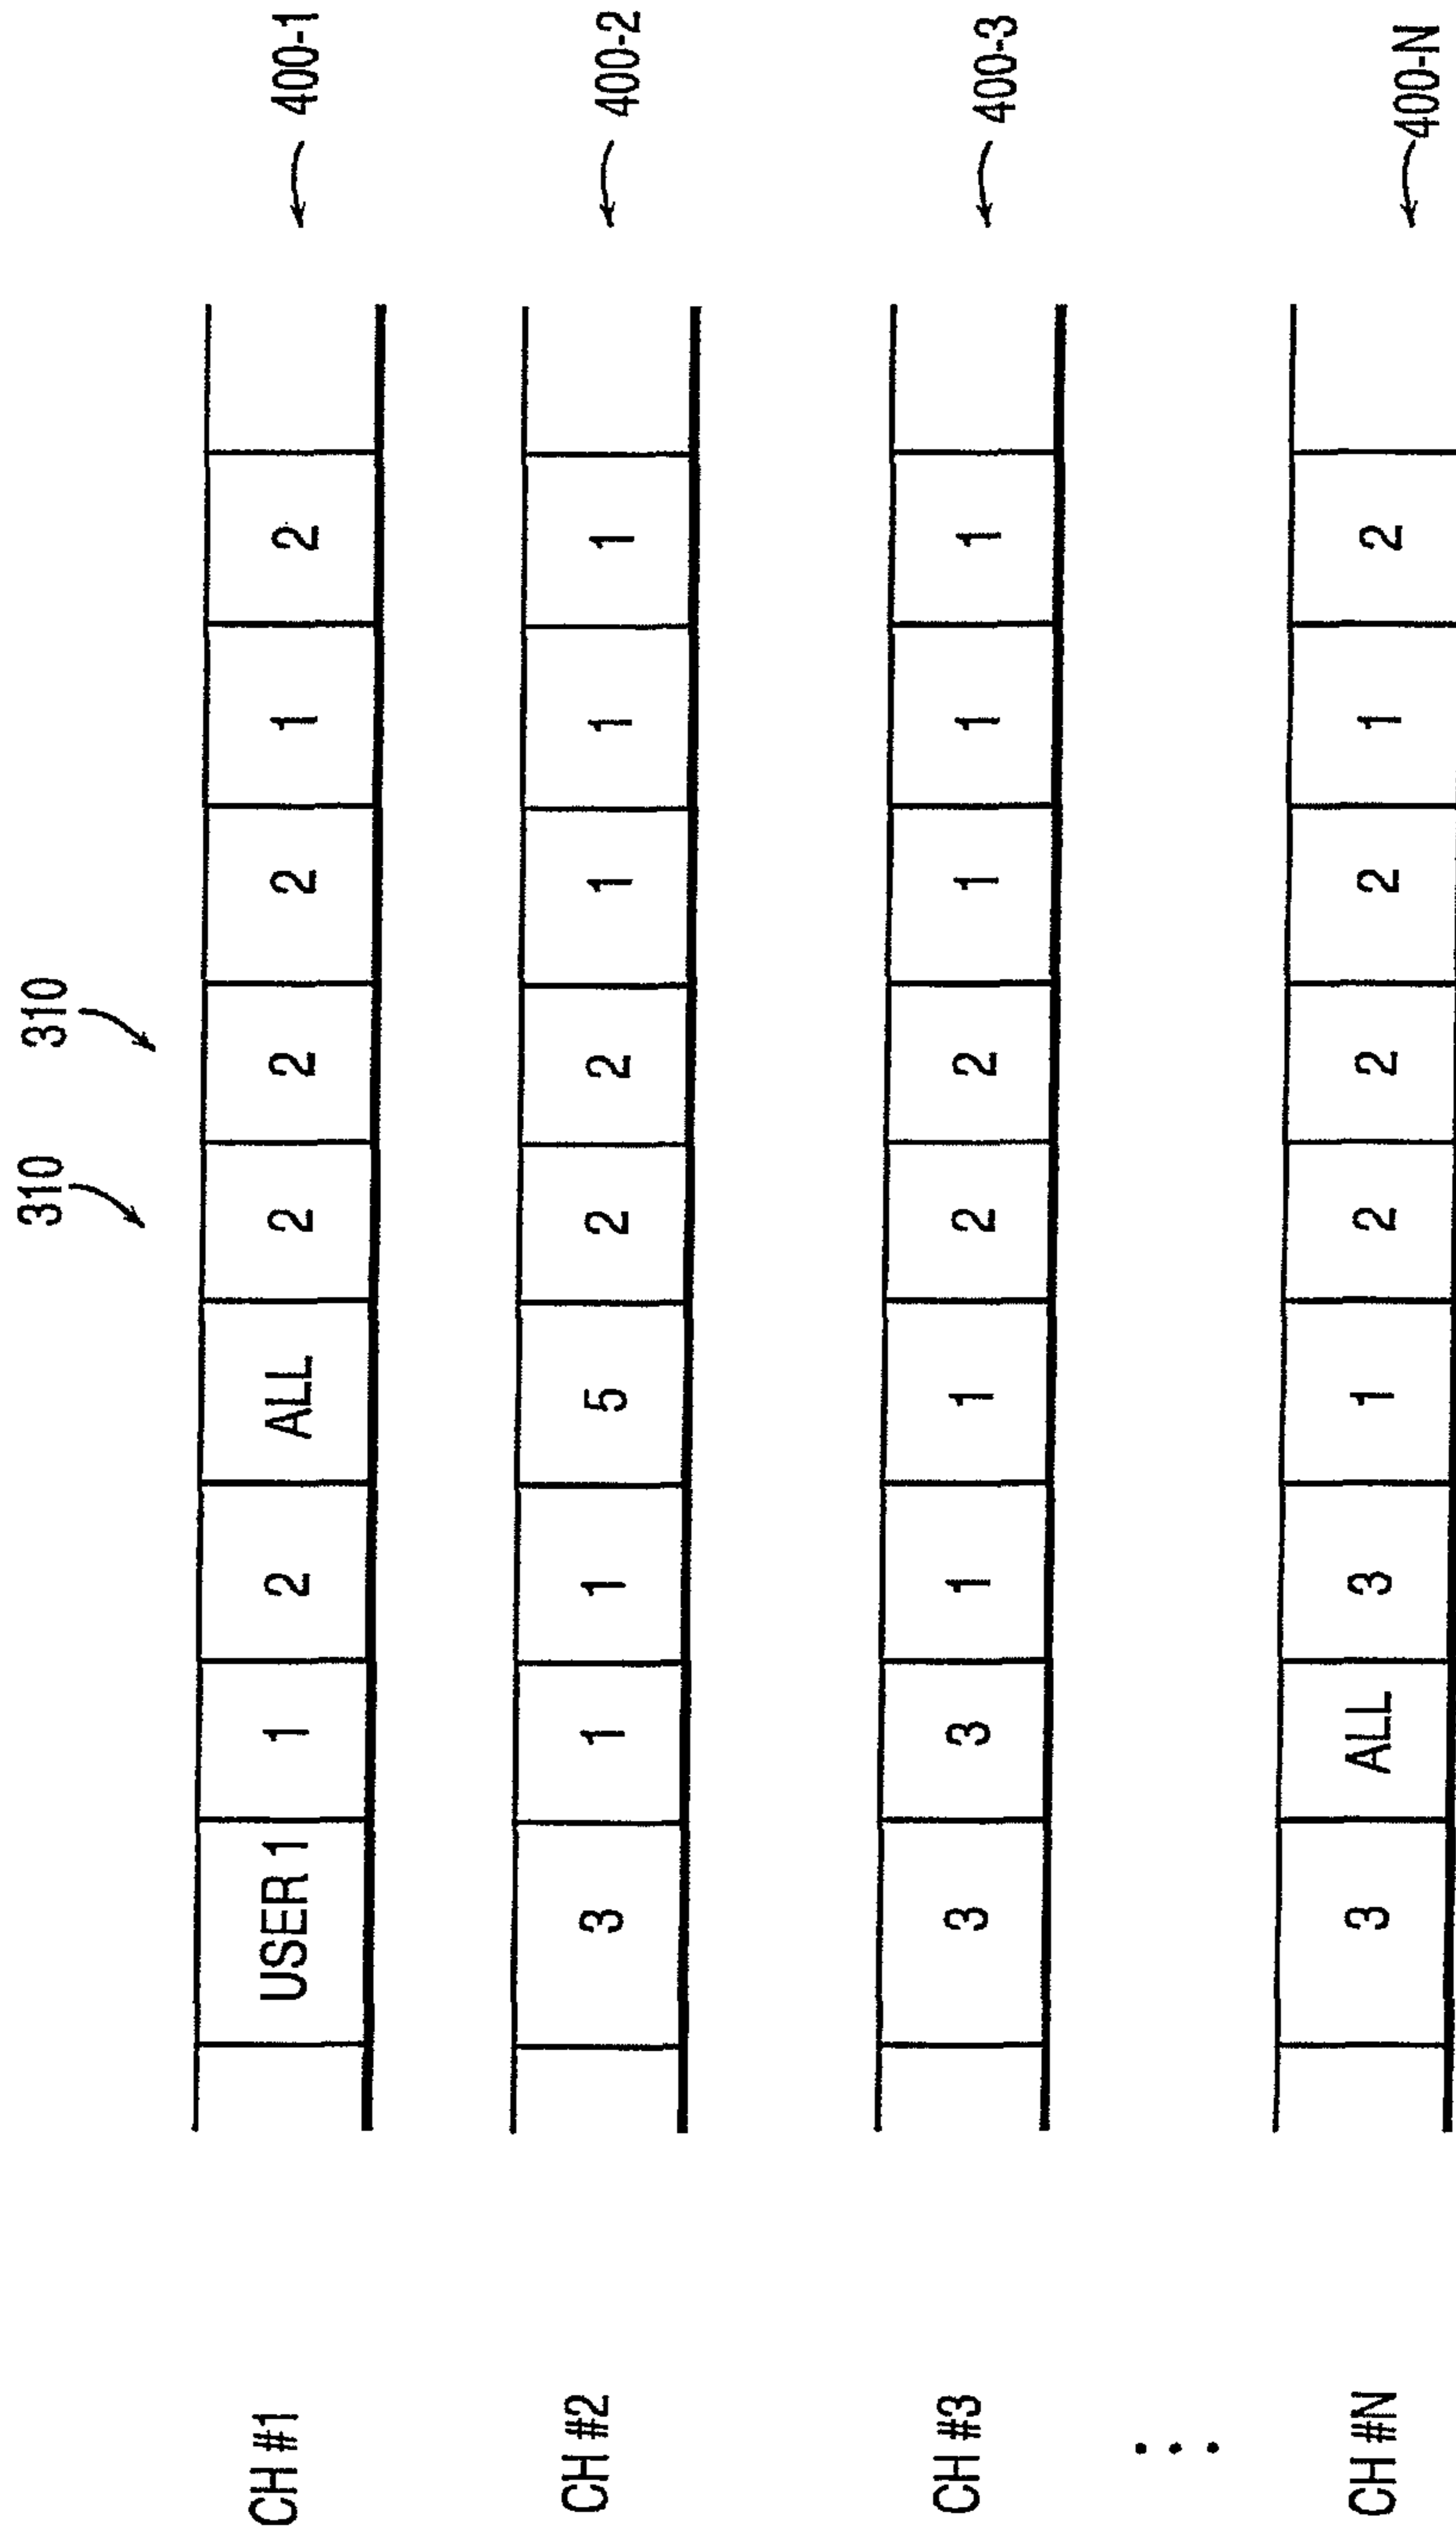 310 310
CH #1 USER 1 1 2 ALL 2 2 2 1 2 400-1
CH #2 3 1 1 5 2 2 1 1 1 400-2
CH #3 3 3 1 1 2 2 1 1 1 400-3
CH #N 3 ALL 3 1 2 2 2 1 2 400-N